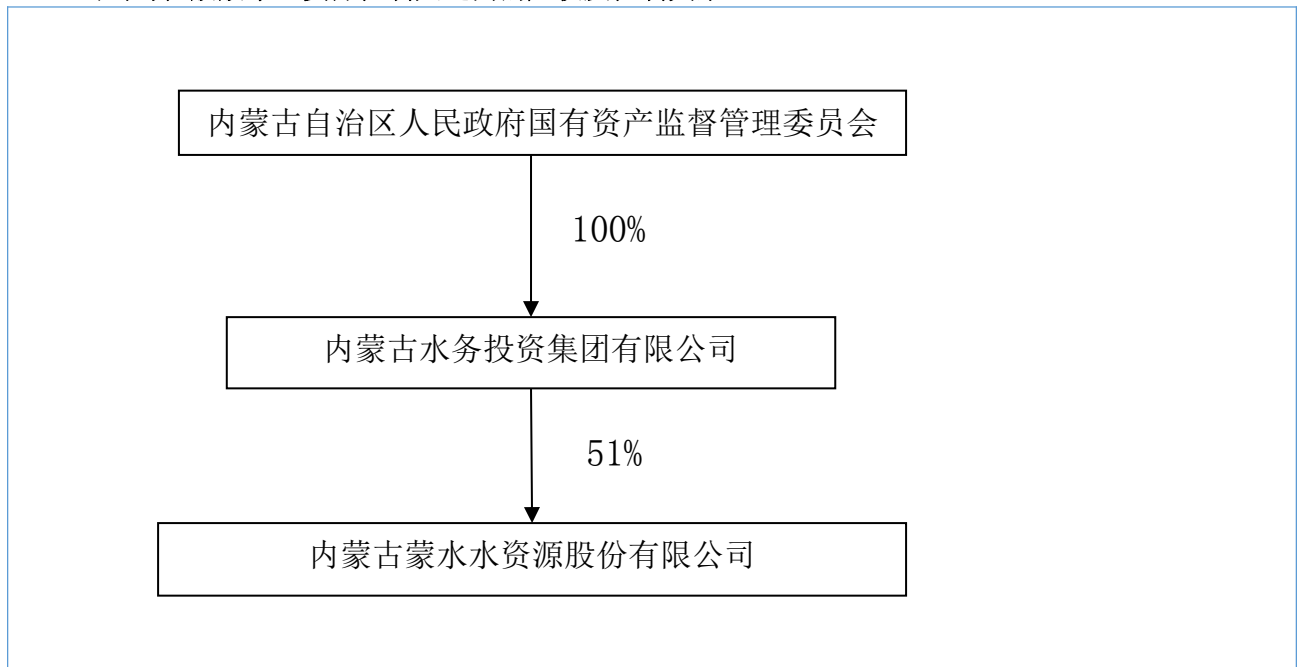 内蒙古自治区人民政府国有资产监督管理委员会
100%
内蒙古水务投资集团有限公司
51%
内蒙古蒙水水资源股份有限公司